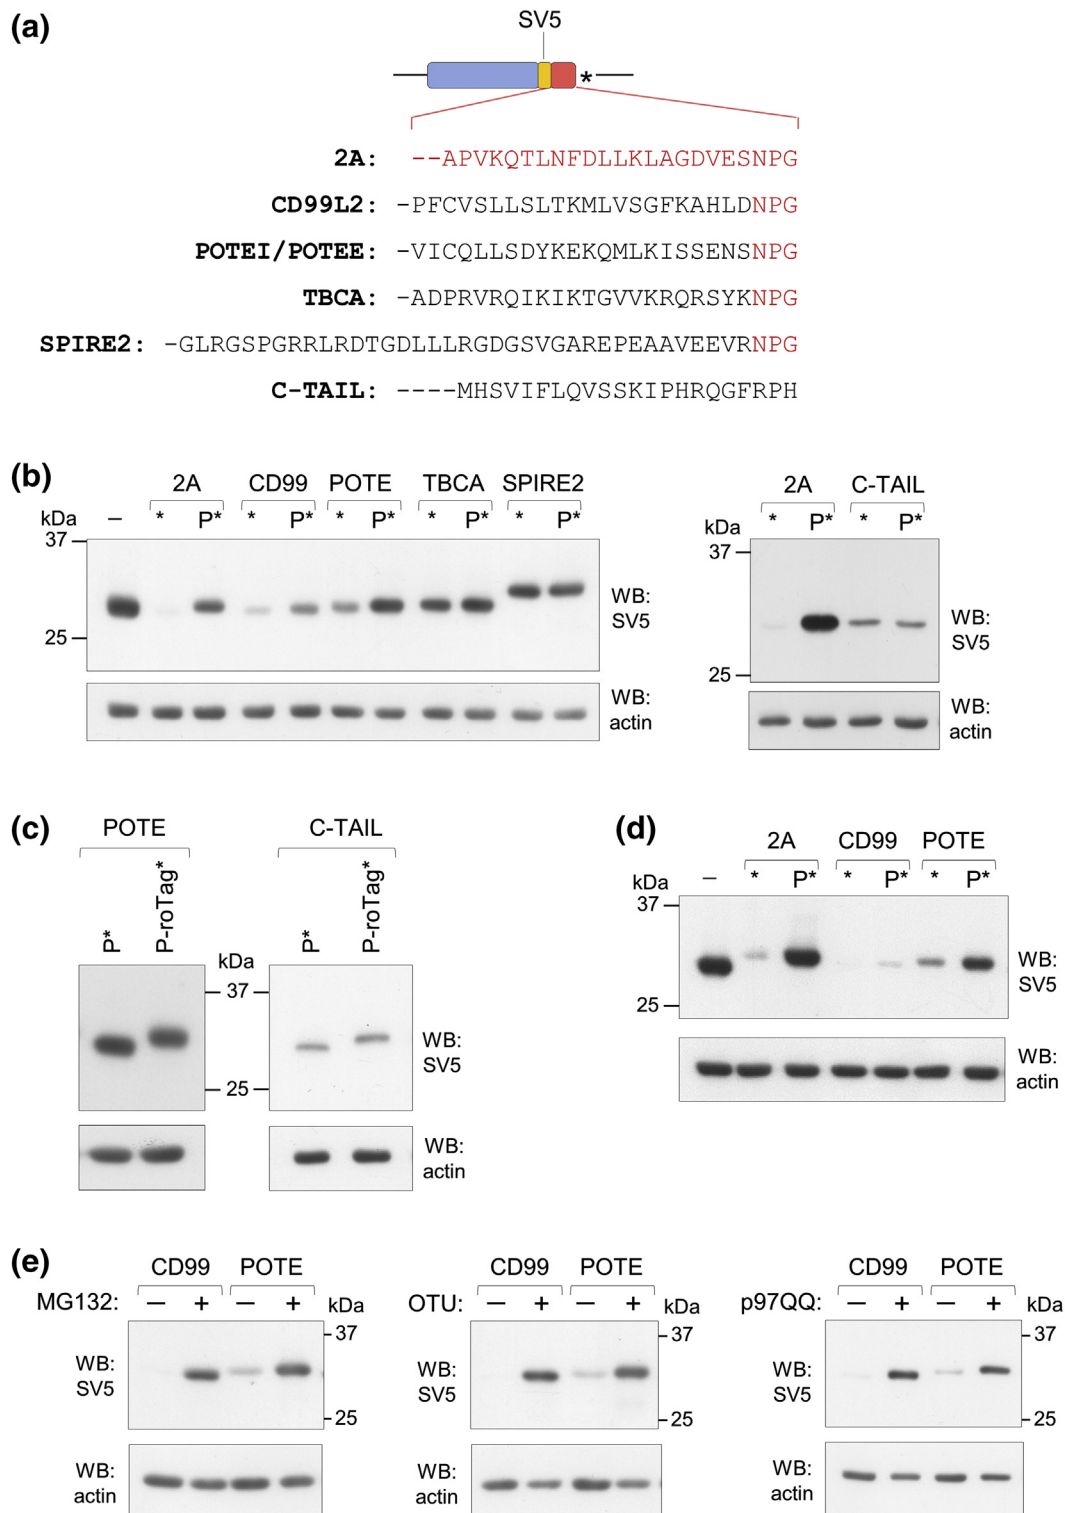 (a)
SV5
*
2A: --APVKQTLNFDLLKLAGDVESNPG
CD99L2: -PFCVSLLSLTKMLVSGFKAHLDNPG
POTEI/POTEE: -VICQLLSDYKEKQMLKISSENSNPG
TBCA: -ADPRVRQIKIKTGVVKRQRSYKNPG
SPIRE2: -GLRGSPGRRLRDTGDLLLRGDGSVGAREPEAAVEEVRNPG
C-TAIL: ----MHSVIFLQVSSKIPHRQGFRPH
(b)
2A CD99 POTE TBCA SPIRE2
kDa – * P* * P* * P* * P* * P*
37
25
WB:
SV5
WB:
actin
2A C-TAIL
kDa * P* * P*
37
25
WB:
SV5
WB:
actin
(c)
POTE C-TAIL
P* P-roTag* P* P-roTag*
kDa
37
25
WB:
SV5
WB:
actin
(d)
2A CD99 POTE
kDa – * P* * P* * P*
37
25
WB:
SV5
WB:
actin
(e)
CD99 POTE
MG132: – + – + kDa
37
WB:
SV5
25
WB:
actin
CD99 POTE
OTU: – + – + kDa
37
WB:
SV5
25
WB:
actin
CD99 POTE
p97QQ: – + – + kDa
37
WB:
SV5
25
WB:
actin